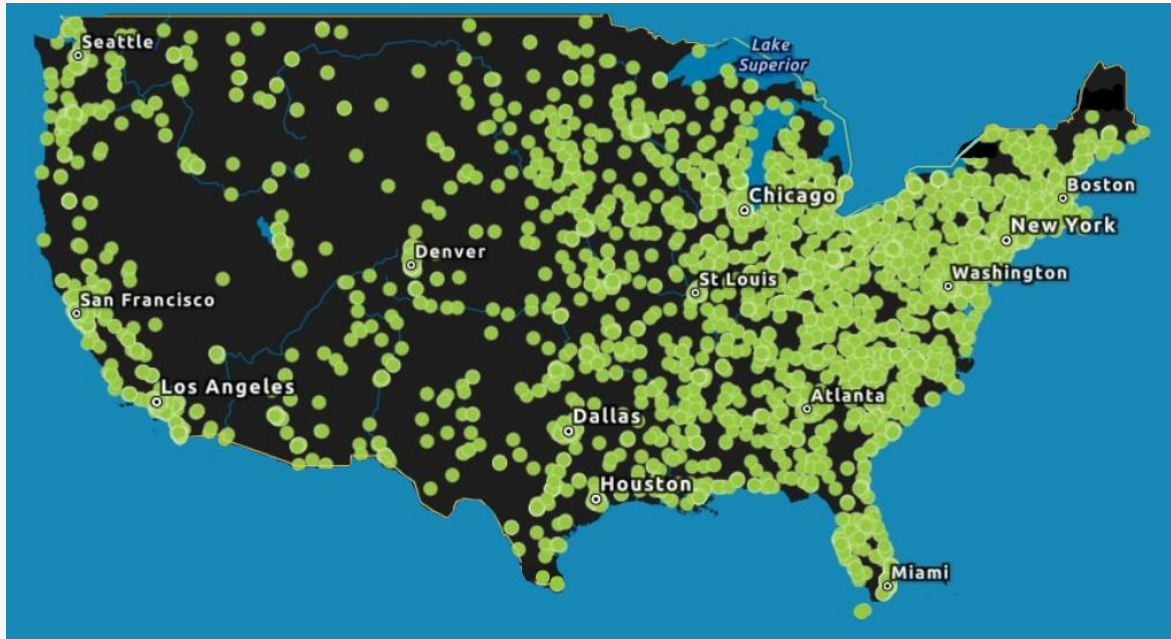 Seattle
Lake
Superior
Boston
Chicago
New York
Denver
St Louis
Washington
San Francisco
Los Angeles
Atlanta
Dallas
Houston
Miami